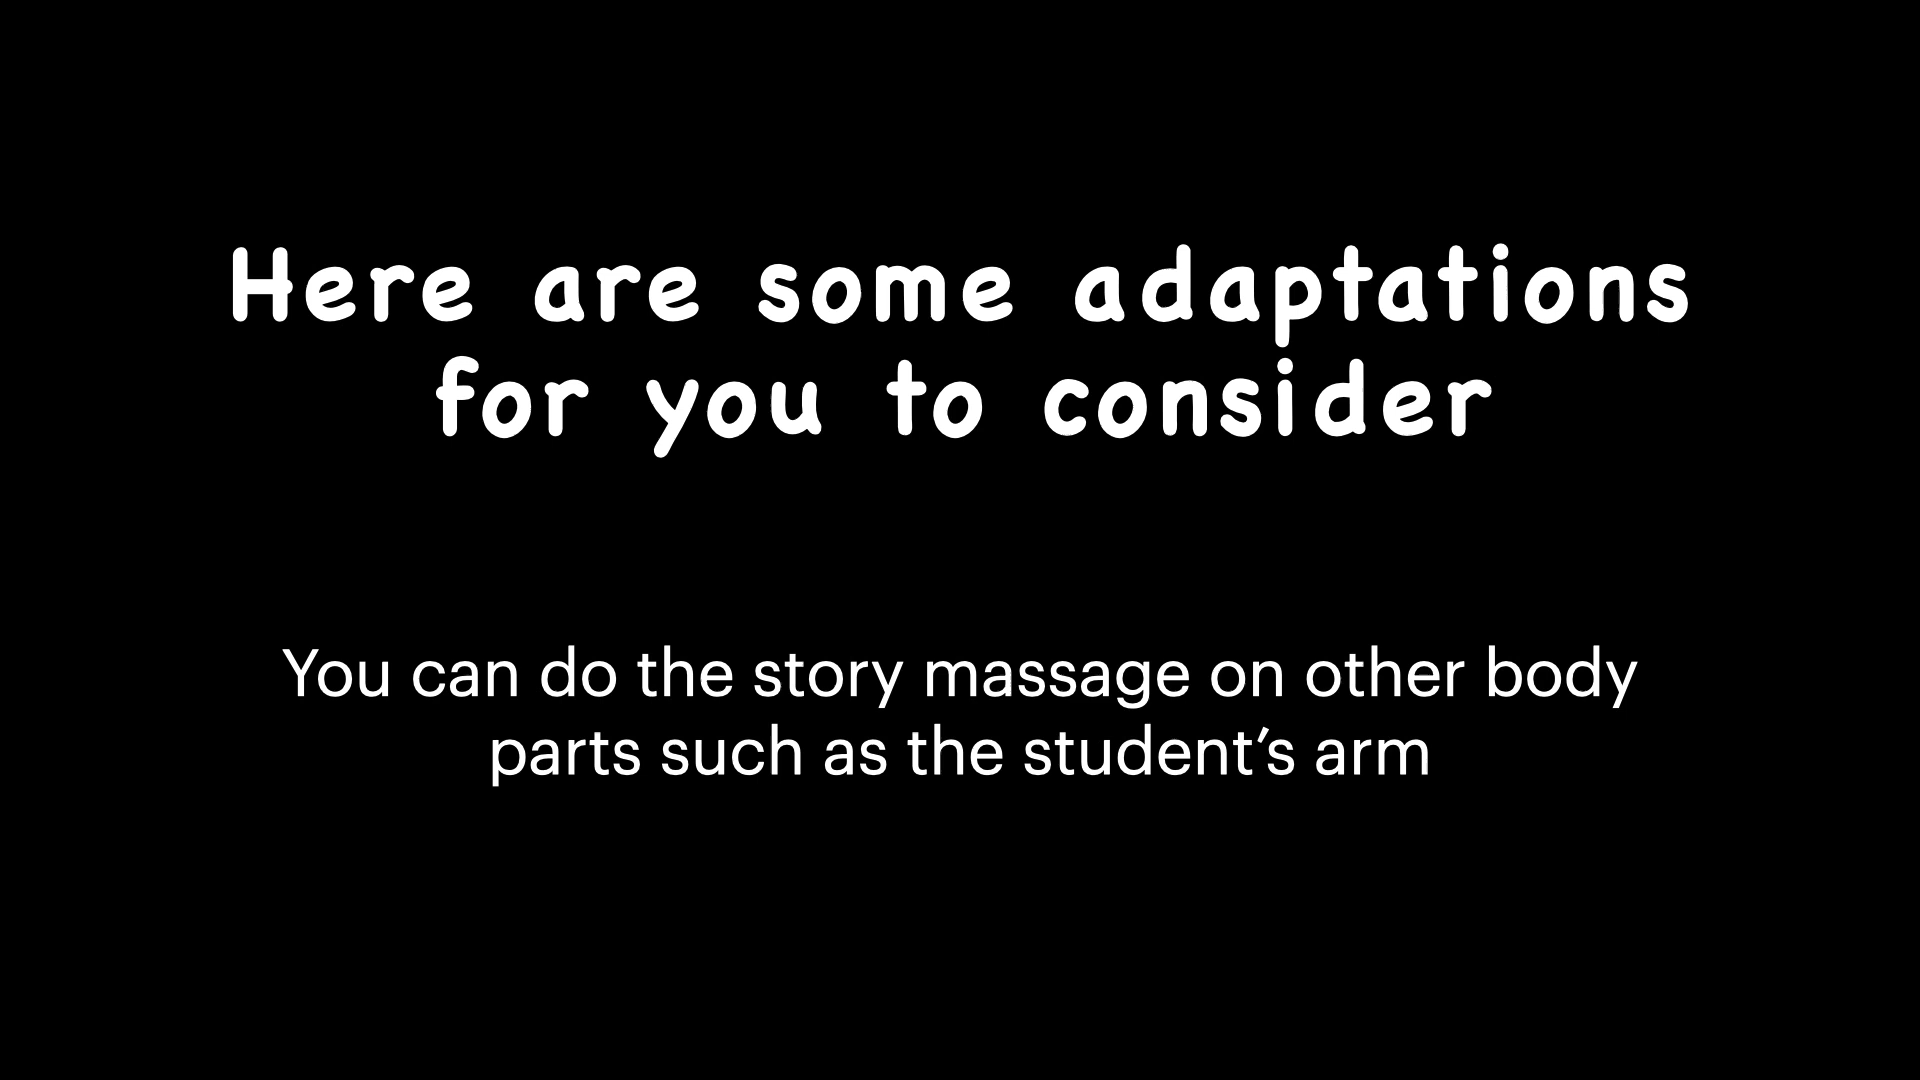 Here are some adaptations
for you to consider
You can do the story massage on other body
parts such as the student’s arm